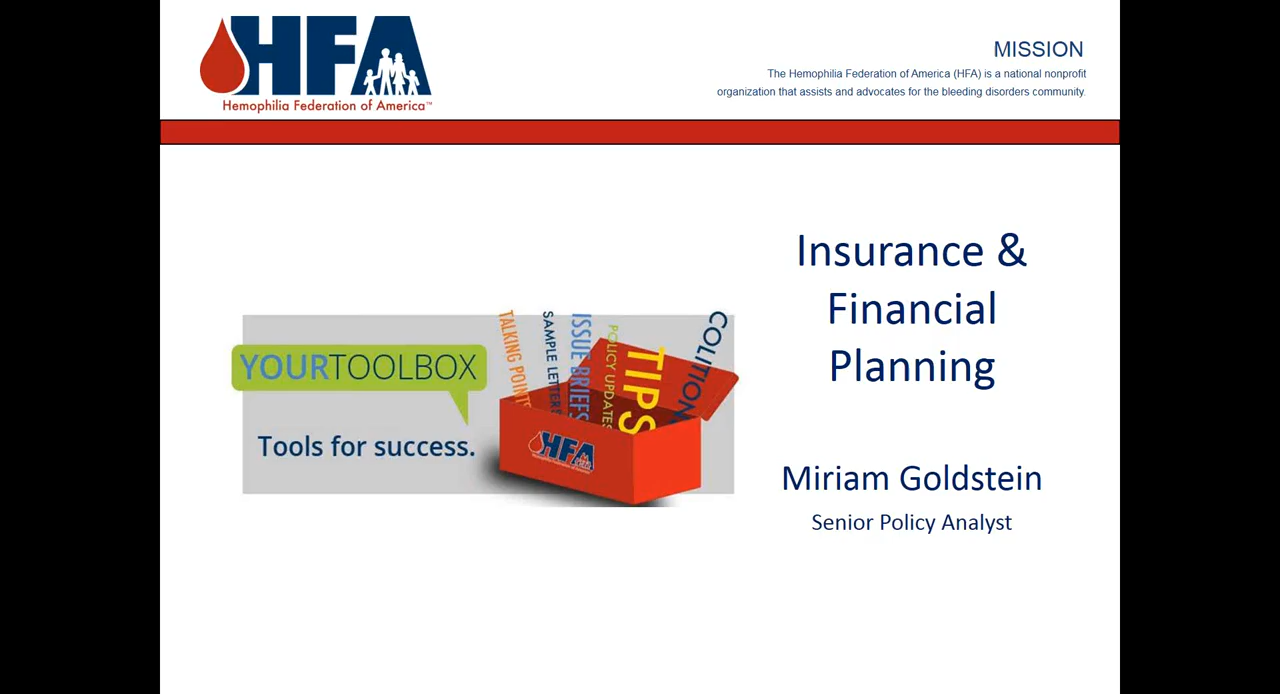 HFA
Hemophilia Federation of America™
MISSION
The Hemophilia Federation of America (HFA) is a national nonprofit
organization that assists and advocates for the bleeding disorders community.
Insurance &
Financial
Planning
YOURTOOLBOX
Tools for success.
TALKING POINTS
SAMPLE LETTERS
ISSUE BRIEFS
POLICY UPDATES
TIPS
COLITION
HFA
Miriam Goldstein
Senior Policy Analyst